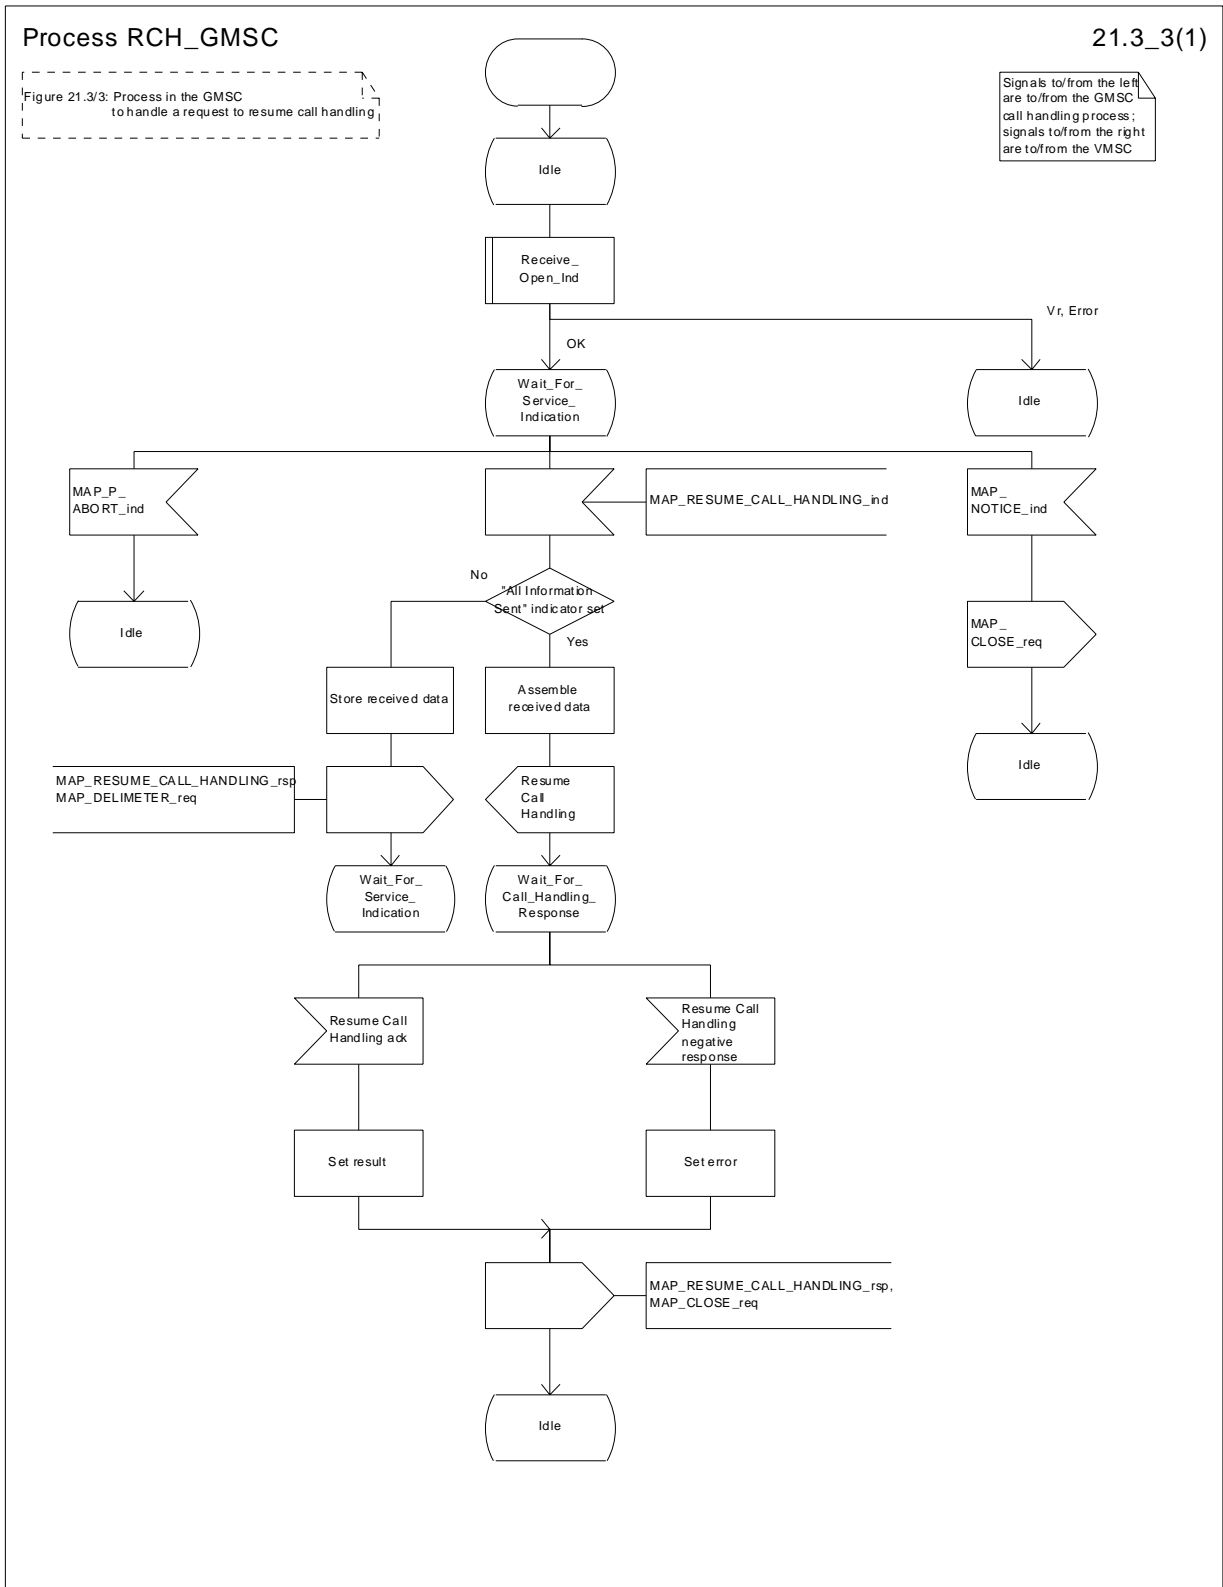 Process RCH_GMSC
21.3_3(1)
Figure 21.3/3: Process in the GMSC
to handle a request to resume call handling
Signals to/from the left
are to/from the GMSC
call handling process;
signals to/from the right
are to/from the VMSC
Idle
Receive_
Open_Ind
Vr, Error
OK
Wait_For_
Service_
Indication
Idle
MAP_P_
ABORT_ind
MAP_RESUME_CALL_HANDLING_ind
MAP_
NOTICE_ind
No
"All Information
Sent" indicator set
Yes
Idle
MAP_
CLOSE_req
Store received data
Assemble
received data
Idle
MAP_RESUME_CALL_HANDLING_rsp
MAP_DELIMETER_req
Resume
Call
Handling
Wait_For_
Service_
Indication
Wait_For_
Call_Handling_
Response
Resume Call
Handling ack
Resume Call
Handling
negative
response
Set result
Set error
MAP_RESUME_CALL_HANDLING_rsp,
MAP_CLOSE_req
Idle